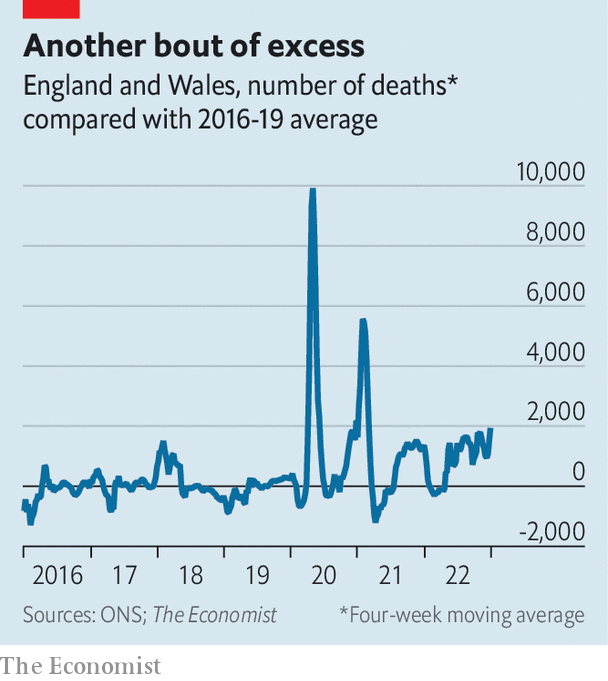 Another bout of excess
England and Wales, number of deaths*
compared with 2016-19 average
10,000
8,000
6,000
4,000
2,000
0
-2,000
2016 17 18 19 20 21 22
Sources: ONS; The Economist *Four-week moving average
The Economist